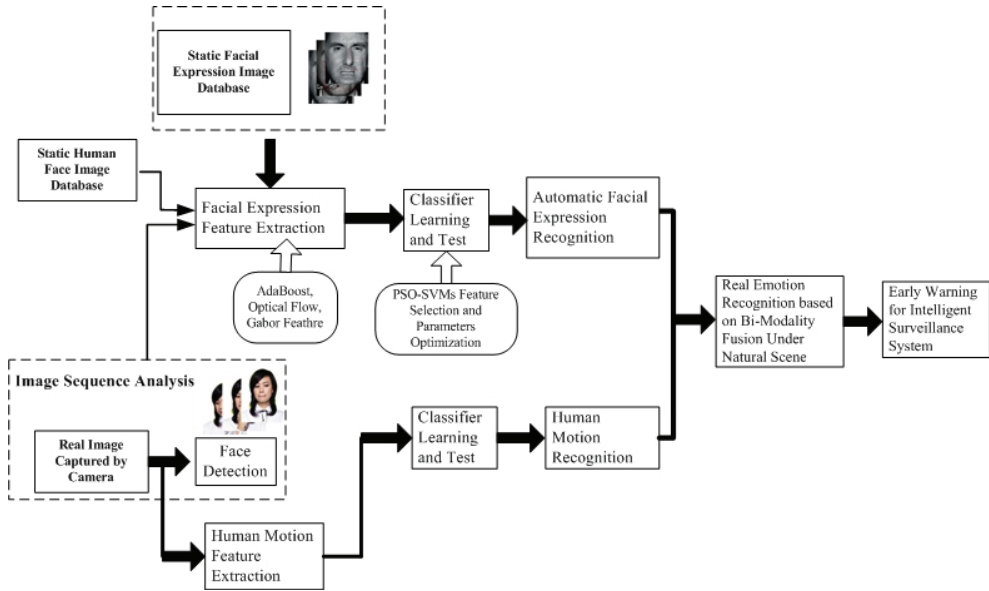 Static Facial
Expression Image
Database
Static Human
Face Image
Database
Facial Expression
Feature Extraction
Classifier
Learning
and Test
Automatic Facial
Expression
Recognition
AdaBoost,
Optical Flow,
Gabor Feathre
PSO-SVMs Feature
Selection and
Parameters
Optimization
Real Emotion
Recognition based
on Bi-Modality
Fusion Under
Natural Scene
Early Warning
for Intelligent
Surveillance
System
Image Sequence Analysis
Real Image
Captured by
Camera
Face
Detection
Classifier
Learning
and Test
Human
Motion
Recognition
Human Motion
Feature
Extraction